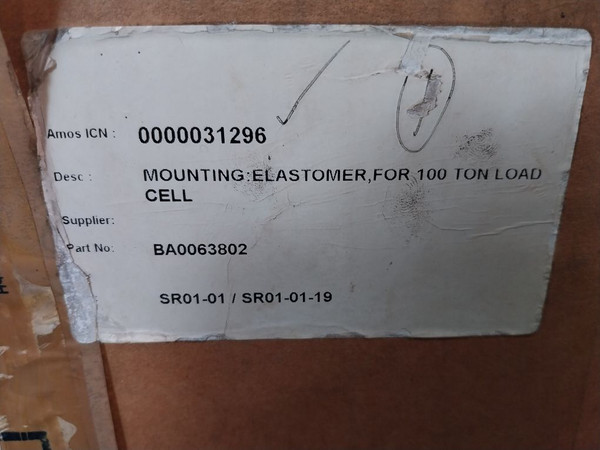 Amos ICN : 0000031296
Desc : MOUNTING:ELASTOMER,FOR 100 TON LOAD
CELL
Supplier:
Part No: BA0063802
SR01-01 / SR01-01-19